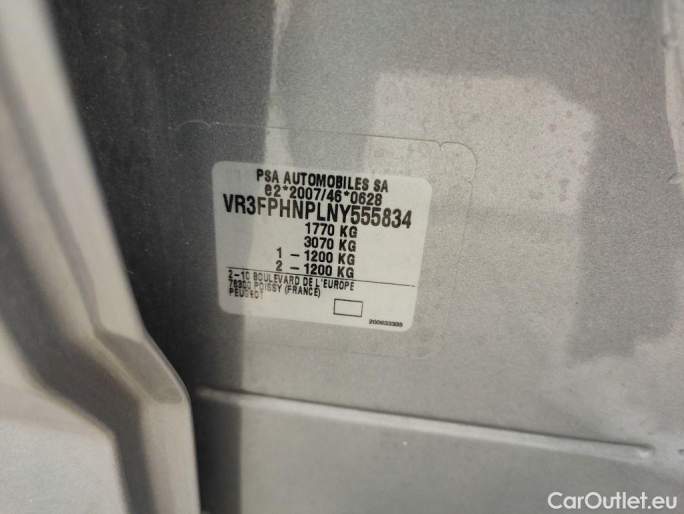 PSA AUTOMOBILES SA
e2*2007/46*0628
VR3FPHNPLNY555834
1770 KG
3070 KG
1 - 1200 KG
2 - 1200 KG
2-10 BOULEVARD DE L'EUROPE
78300 POISSY (FRANCE)
PEUGEOT
CarOutlet.eu